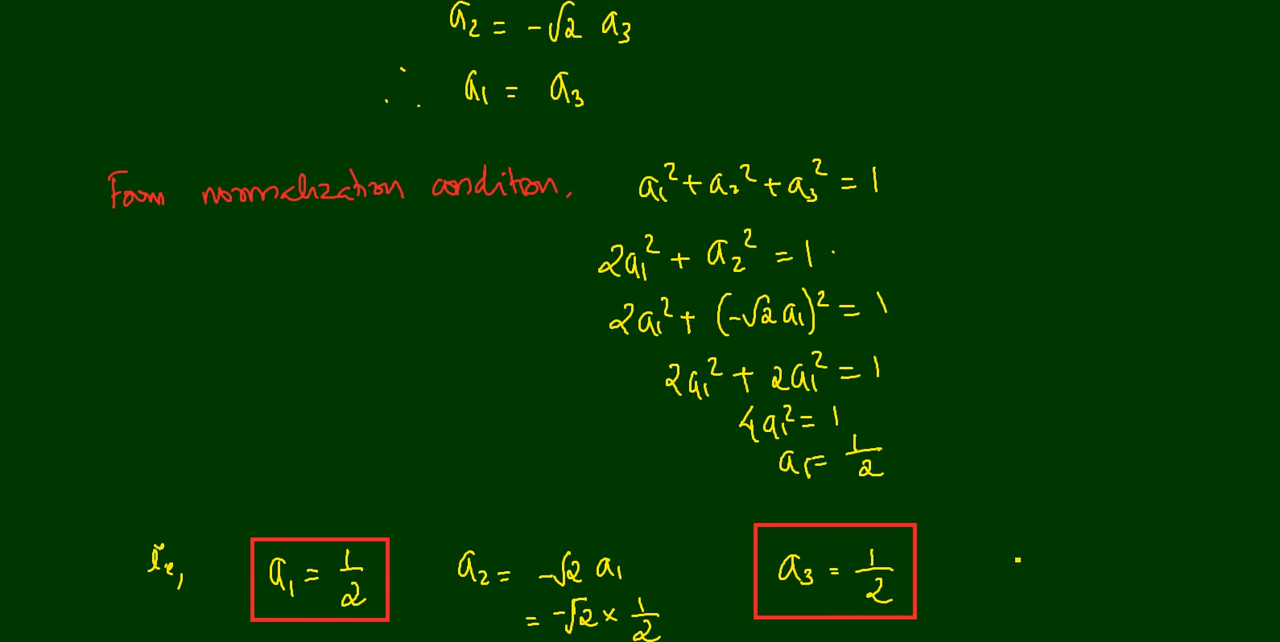 a₂ = -√2 a₃
∴ a₁ = a₃
From normalization condition, a₁² + a₂² + a₃² = 1
2a₁² + a₂² = 1
2a₁² + (-√2 a₁)² = 1
2a₁² + 2a₁² = 1
4a₁² = 1
a₁ = 1/2
ie, a₁ = 1/2 a₂ = -√2 a₁ a₃ = 1/2
= -√2 × 1/2